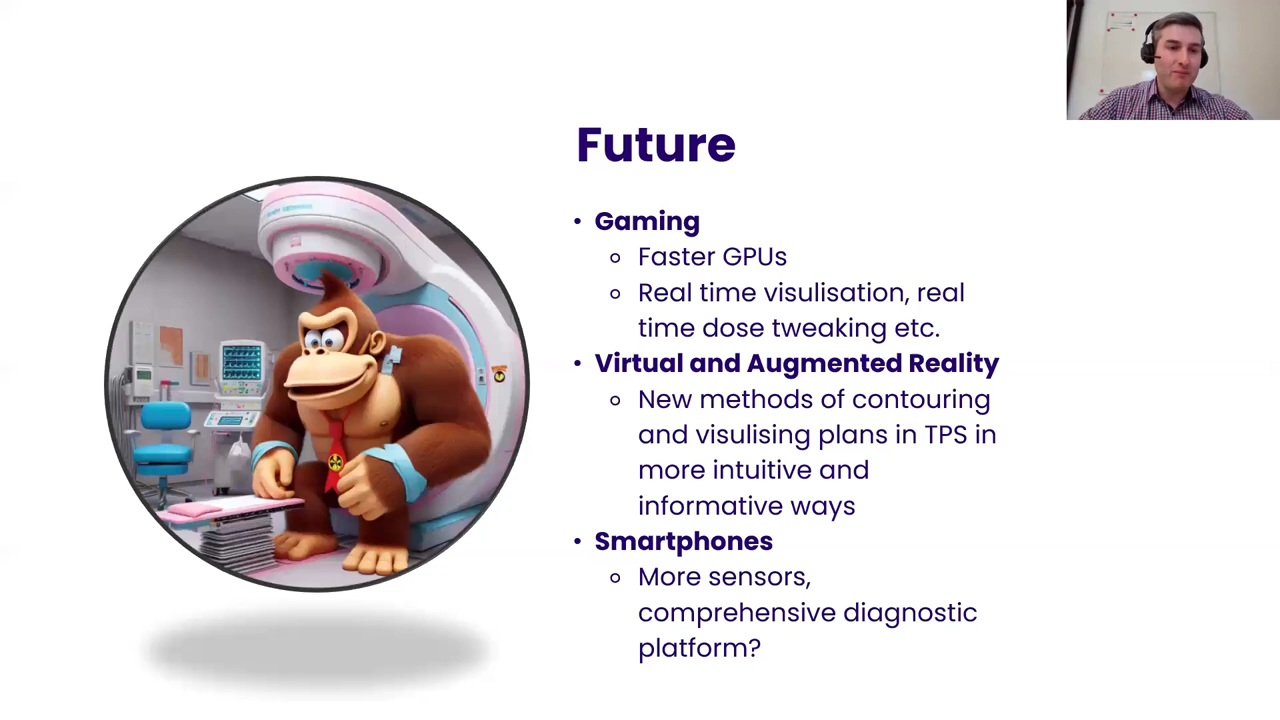 Future
• Gaming
○ Faster GPUs
○ Real time visulisation, real
time dose tweaking etc.
• Virtual and Augmented Reality
○ New methods of contouring
and visulising plans in TPS in
more intuitive and
informative ways
• Smartphones
○ More sensors,
comprehensive diagnostic
platform?